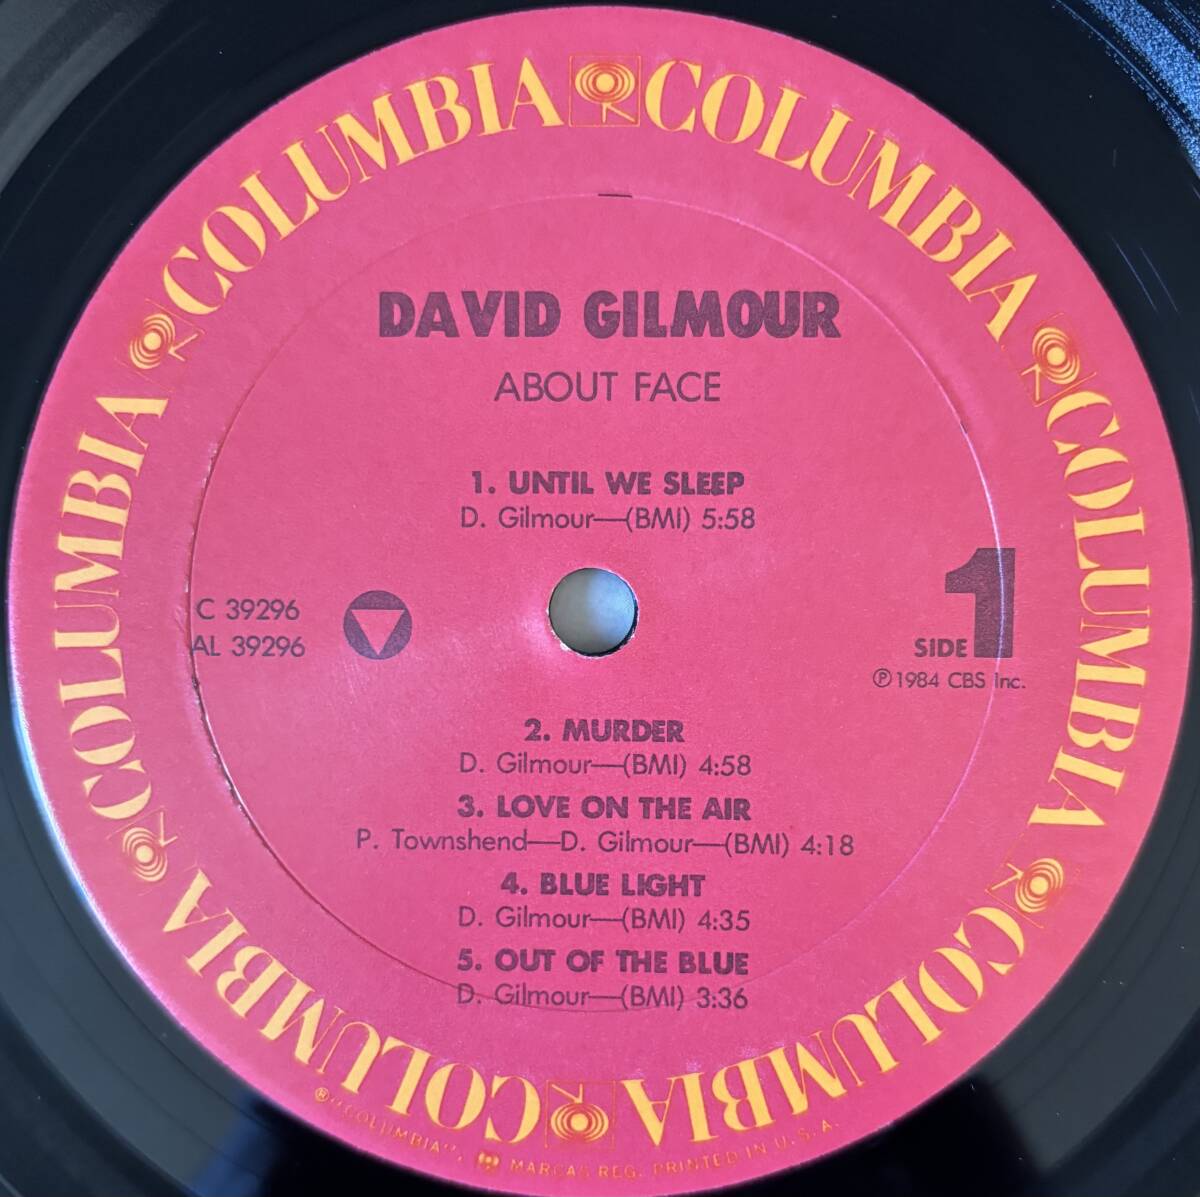 COLUMBIA COLUMBIA COLUMBIA COLUMBIA COLUMBIA COLUMBIA
DAVID GILMOUR
ABOUT FACE
1. UNTIL WE SLEEP
D. Gilmour—(BMI) 5:58
C 39296
AL 39296
SIDE 1
℗ 1984 CBS Inc.
2. MURDER
D. Gilmour—(BMI) 4:58
3. LOVE ON THE AIR
P. Townshend—D. Gilmour—(BMI) 4:18
4. BLUE LIGHT
D. Gilmour—(BMI) 4:35
5. OUT OF THE BLUE
D. Gilmour—(BMI) 3:36
® "COLUMBIA", MARCAS REG. PRINTED IN U.S.A.